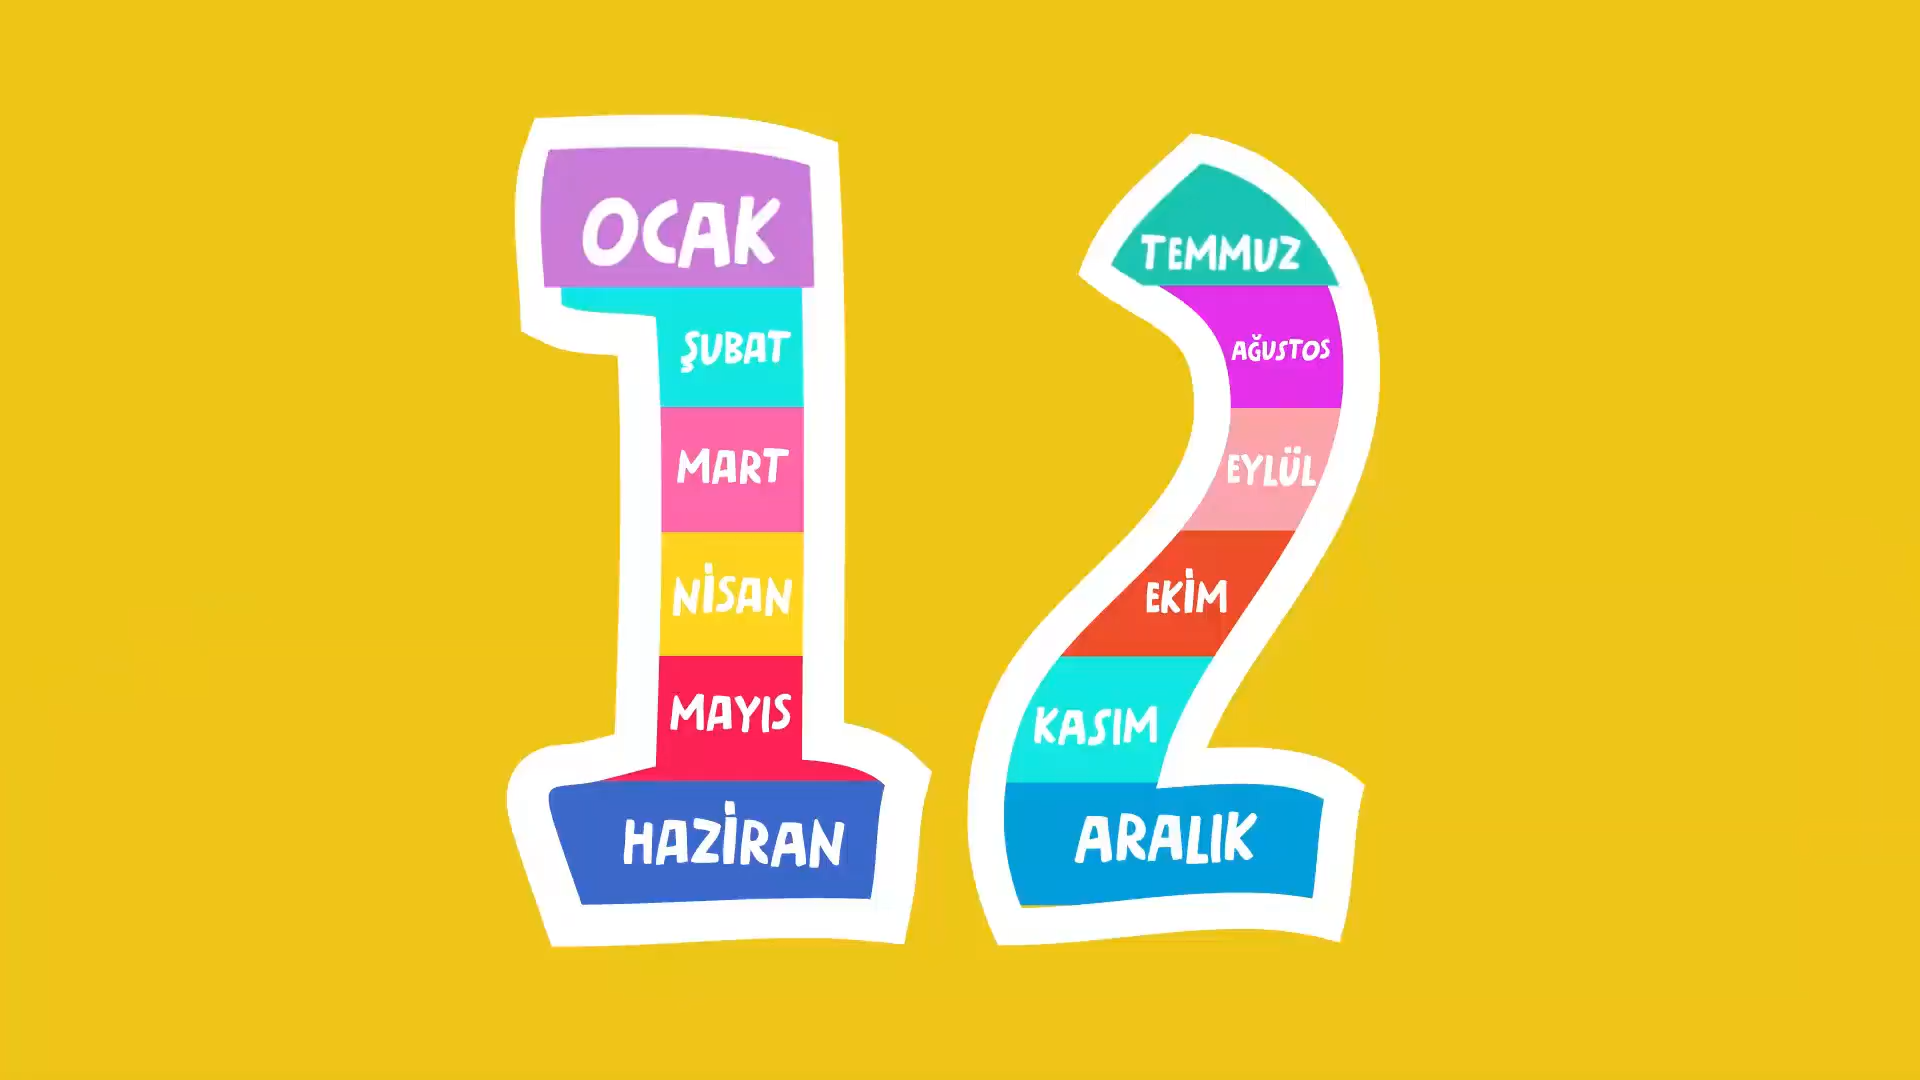 OCAK
ŞUBAT
MART
NİSAN
MAYIS
HAZİRAN
TEMMUZ
AĞUSTOS
EYLÜL
EKİM
KASIM
ARALIK